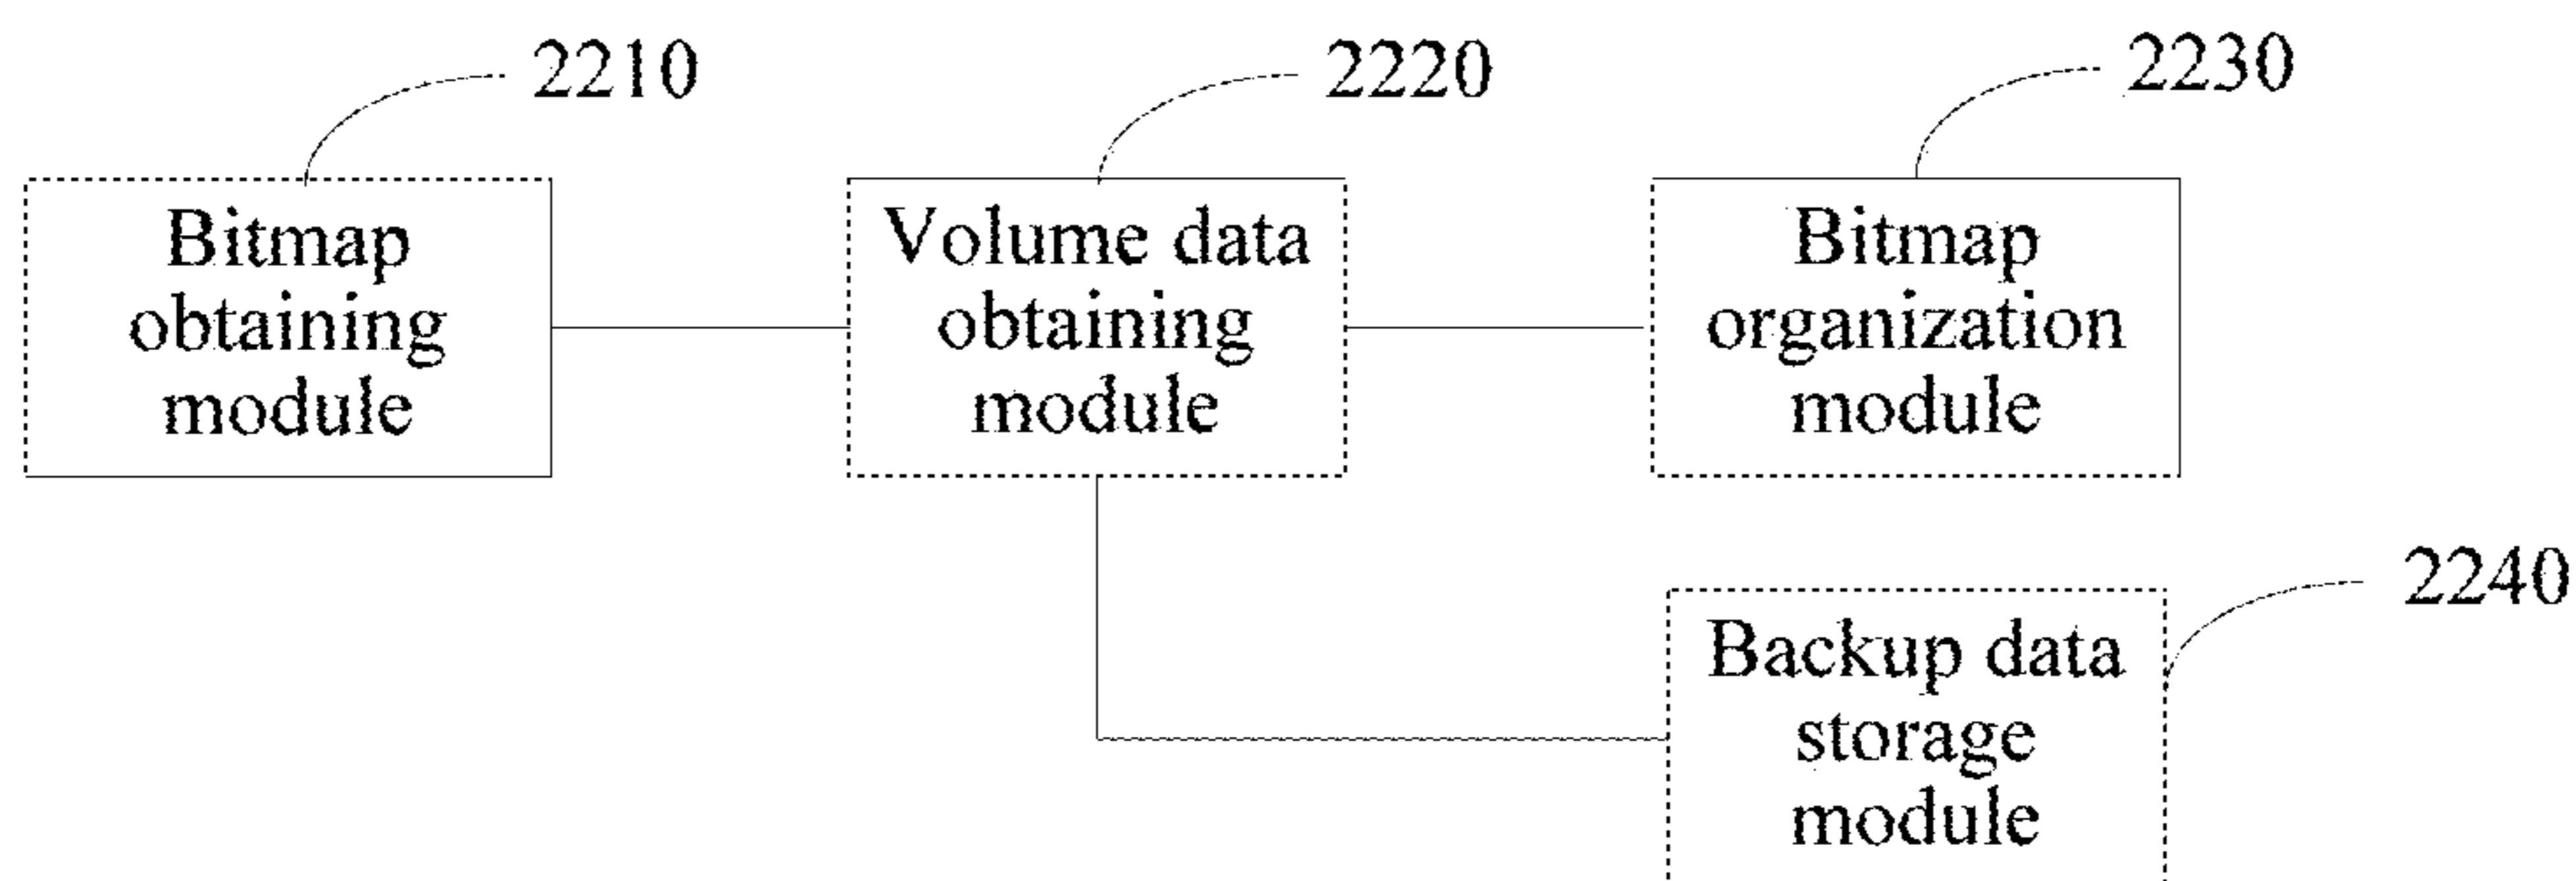 2210
2220
2230
Bitmap
obtaining
module
Volume data
obtaining
module
Bitmap
organization
module
2240
Backup data
storage
module